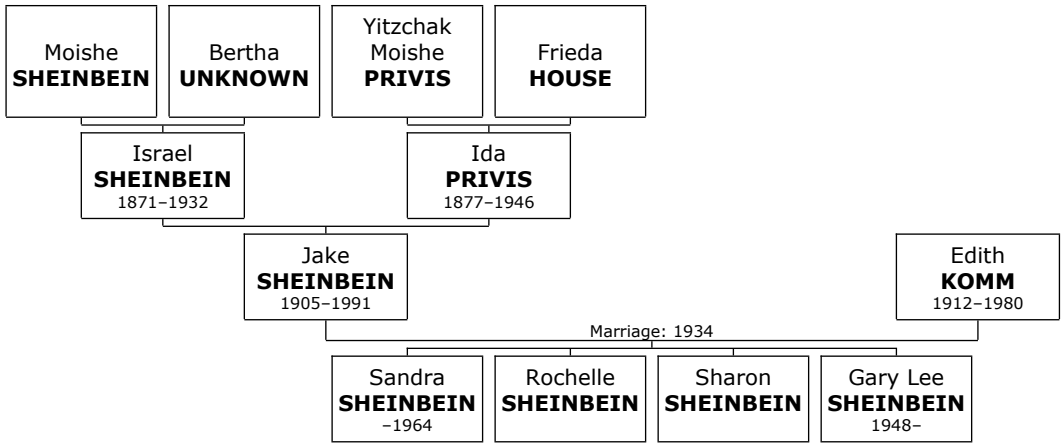 Moishe
SHEINBEIN
Bertha
UNKNOWN
Yitzchak
Moishe
PRIVIS
Frieda
HOUSE
Israel
SHEINBEIN
1871–1932
Ida
PRIVIS
1877–1946
Jake
SHEINBEIN
1905–1991
Edith
KOMM
1912–1980
Marriage: 1934
Sandra
SHEINBEIN
–1964
Rochelle
SHEINBEIN
Sharon
SHEINBEIN
Gary Lee
SHEINBEIN
1948–